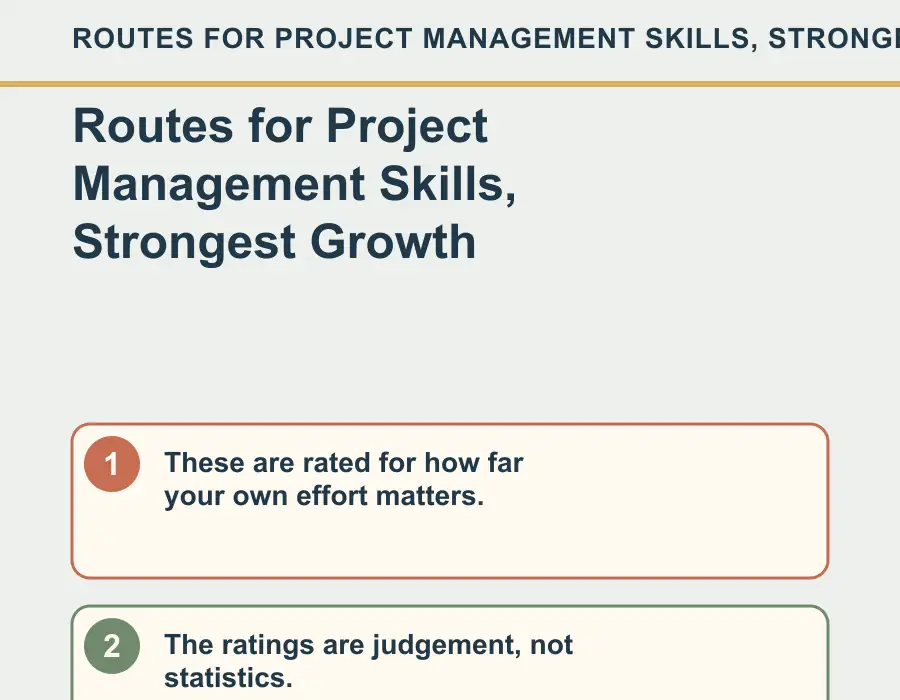 ROUTES FOR PROJECT MANAGEMENT SKILLS,
Routes for Project
Management Skills,
Strongest Growth
1
These are rated for how far
your own effort matters.
2
The ratings are judgement, not
statistics.